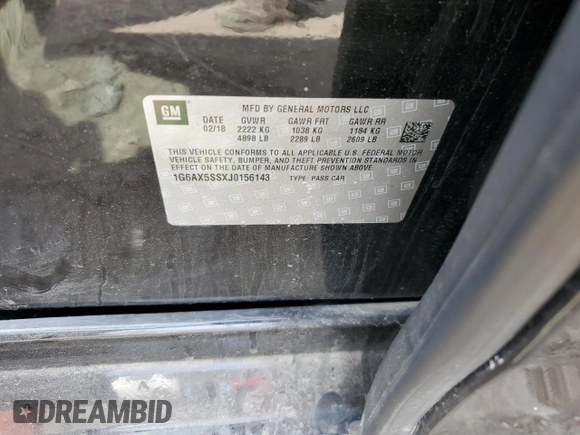 GM
MFD BY GENERAL MOTORS LLC
DATE GVWR GAWR FRT GAWR RR
02/18 2222 KG 1038 KG 1184 KG
4898 LB 2289 LB 2609 LB
THIS VEHICLE CONFORMS TO ALL APPLICABLE U.S. FEDERAL MOTOR
VEHICLE SAFETY, BUMPER, AND THEFT PREVENTION STANDARDS
IN EFFECT ON THE DATE OF MANUFACTURE SHOWN ABOVE.
1G6AX5SSXJ0156143 TYPE: PASS CAR
DREAMBID